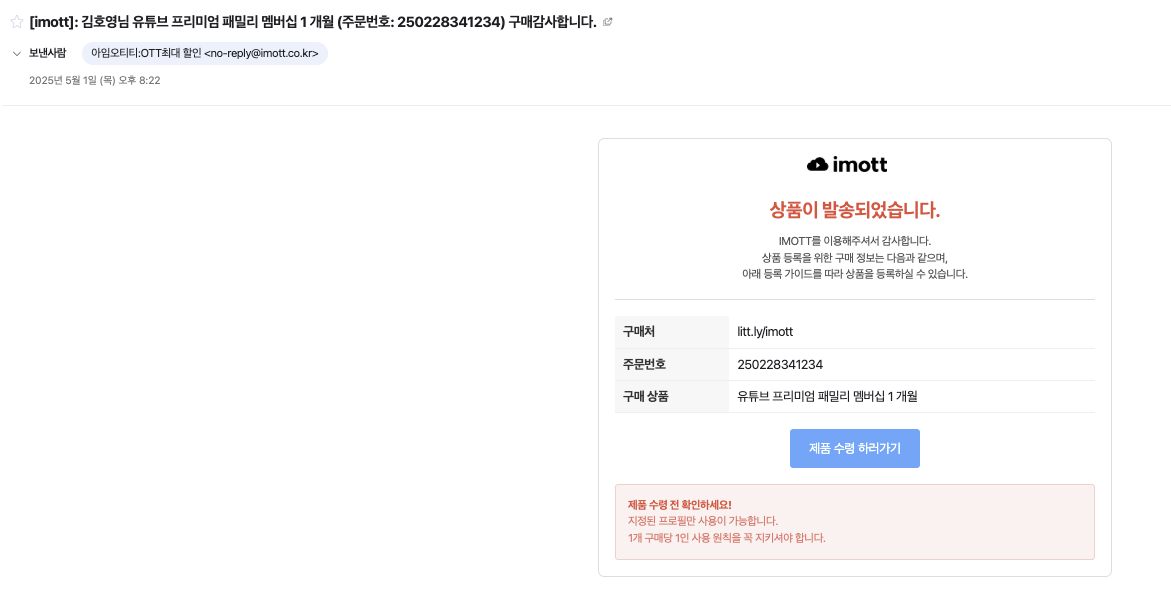 [imott]: 김호영님 유튜브 프리미엄 패밀리 멤버십 1 개월 (주문번호: 250228341234) 구매감사합니다.
보낸사람 아임오티티:OTT최대 할인 <no-reply@imott.co.kr>
2025년 5월 1일 (목) 오후 8:22
imott
상품이 발송되었습니다.
IMOTT를 이용해주셔서 감사합니다.
상품 등록을 위한 구매 정보는 다음과 같으며,
아래 등록 가이드를 따라 상품을 등록하실 수 있습니다.
구매처 litt.ly/imott
주문번호 250228341234
구매 상품 유튜브 프리미엄 패밀리 멤버십 1 개월
제품 수령 하러가기
제품 수령 전 확인하세요!
지정된 프로필만 사용이 가능합니다.
1개 구매당 1인 사용 원칙을 꼭 지키셔야 합니다.